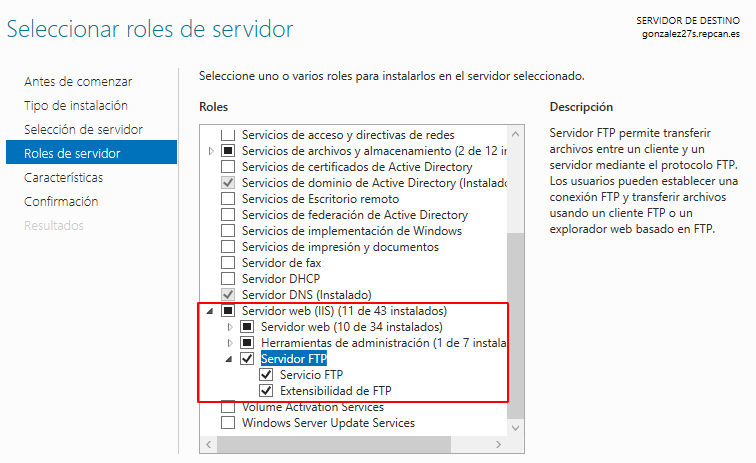 Seleccionar roles de servidor
SERVIDOR DE DESTINO
gonzalez27s.repcan.es
Antes de comenzar
Tipo de instalación
Selección de servidor
Roles de servidor
Características
Confirmación
Resultados
Seleccione uno o varios roles para instalarlos en el servidor seleccionado.
Roles
Servicios de acceso y directivas de redes
Servicios de archivos y almacenamiento (2 de 12 in
Servicios de certificados de Active Directory
Servicios de dominio de Active Directory (Instalado
Servicios de Escritorio remoto
Servicios de federación de Active Directory
Servicios de implementación de Windows
Servicios de impresión y documentos
Servidor de fax
Servidor DHCP
Servidor DNS (Instalado)
Servidor web (IIS) (11 de 43 instalados)
Servidor web (10 de 34 instalados)
Herramientas de administración (1 de 7 instala
Servidor FTP
Servicio FTP
Extensibilidad de FTP
Volume Activation Services
Windows Server Update Services
Descripción
Servidor FTP permite transferir
archivos entre un cliente y un
servidor mediante el protocolo FTP.
Los usuarios pueden establecer una
conexión FTP y transferir archivos
usando un cliente FTP o un
explorador web basado en FTP.